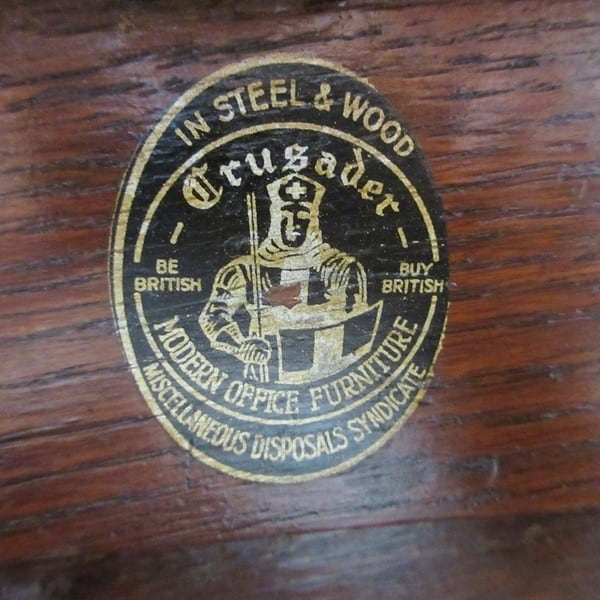 IN STEEL & WOOD
Crusader
BE
BRITISH
BUY
BRITISH
MODERN OFFICE FURNITURE
MISCELLANEOUS DISPOSALS SYNDICATE